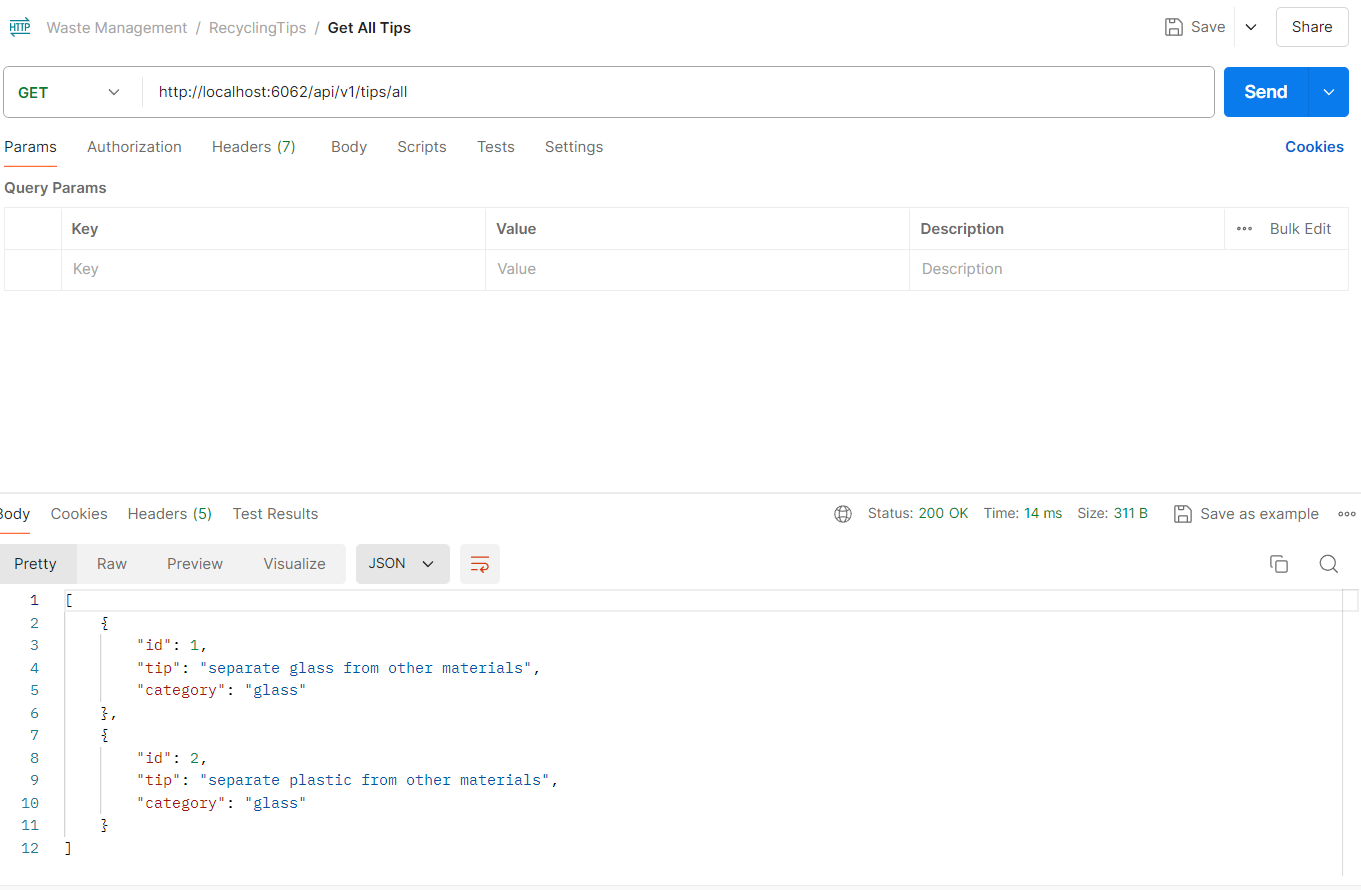 HTTP Waste Management / RecyclingTips / Get All Tips Save Share
GET http://localhost:6062/api/v1/tips/all Send
Params Authorization Headers (7) Body Scripts Tests Settings Cookies
Query Params
Key Value Description ••• Bulk Edit
Key Value Description
Body Cookies Headers (5) Test Results Status: 200 OK Time: 14 ms Size: 311 B Save as example
Pretty Raw Preview Visualize JSON
1 [
2 {
3 "id": 1,
4 "tip": "separate glass from other materials",
5 "category": "glass"
6 },
7 {
8 "id": 2,
9 "tip": "separate plastic from other materials",
10 "category": "glass"
11 }
12 ]